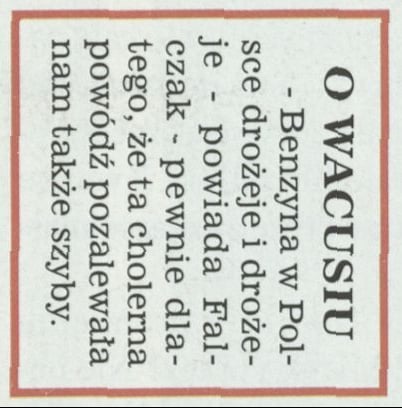 O WACUSIU
- Benzyna w Pol-
sce drożeje i droże-
je - powiada Fal-
czak - pewnie dla-
tego, że ta cholerna
powódź pozalewała
nam także szyby.